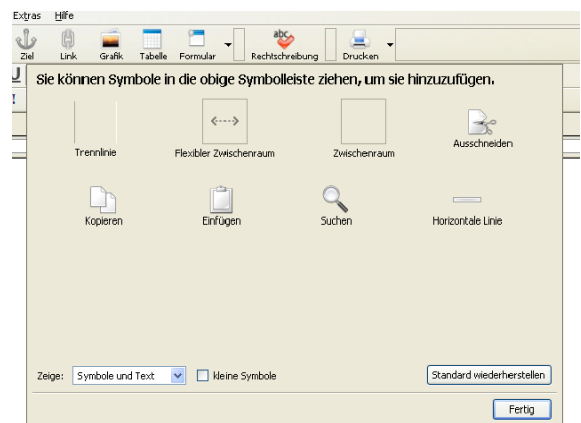 Extras Hilfe
Ziel Link Grafik Tabelle Formular Rechtschreibung Drucken
Sie können Symbole in die obige Symbolleiste ziehen, um sie hinzuzufügen.
Trennlinie Flexibler Zwischenraum Zwischenraum Ausschneiden
Kopieren Einfügen Suchen Horizontale Linie
Zeige: Symbole und Text kleine Symbole Standard wiederherstellen
Fertig